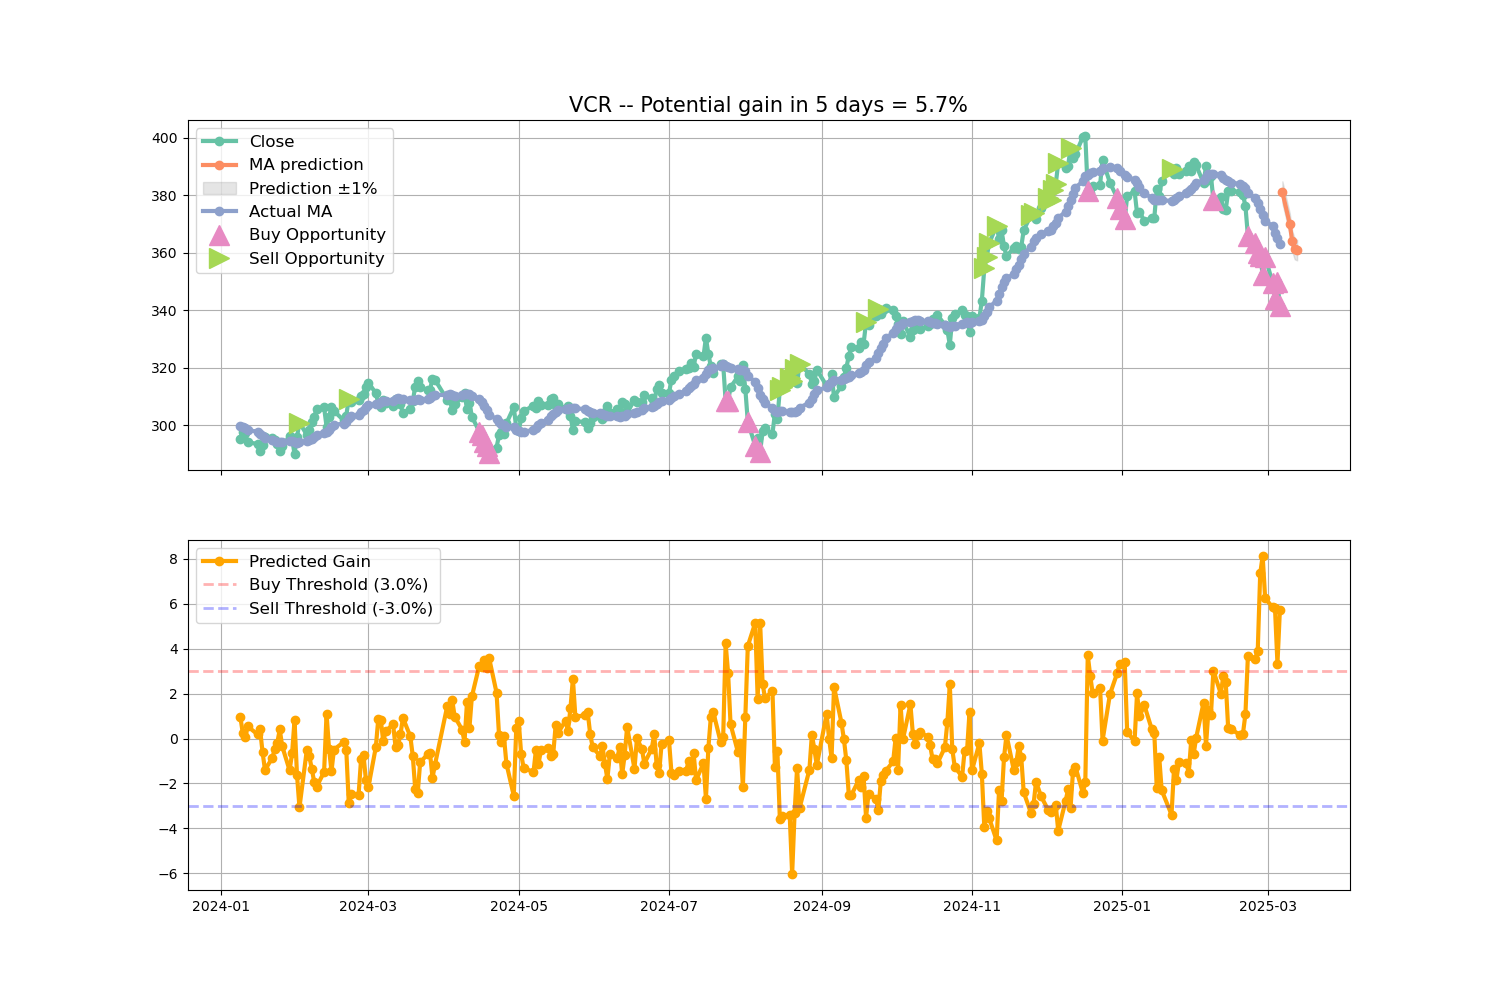 VCR -- Potential gain in 5 days = 5.7%
400
380
360
340
320
300
Close
MA prediction
Prediction ±1%
Actual MA
Buy Opportunity
Sell Opportunity
8
6
4
2
0
−2
−4
−6
Predicted Gain
Buy Threshold (3.0%)
Sell Threshold (-3.0%)
2024-01
2024-03
2024-05
2024-07
2024-09
2024-11
2025-01
2025-03